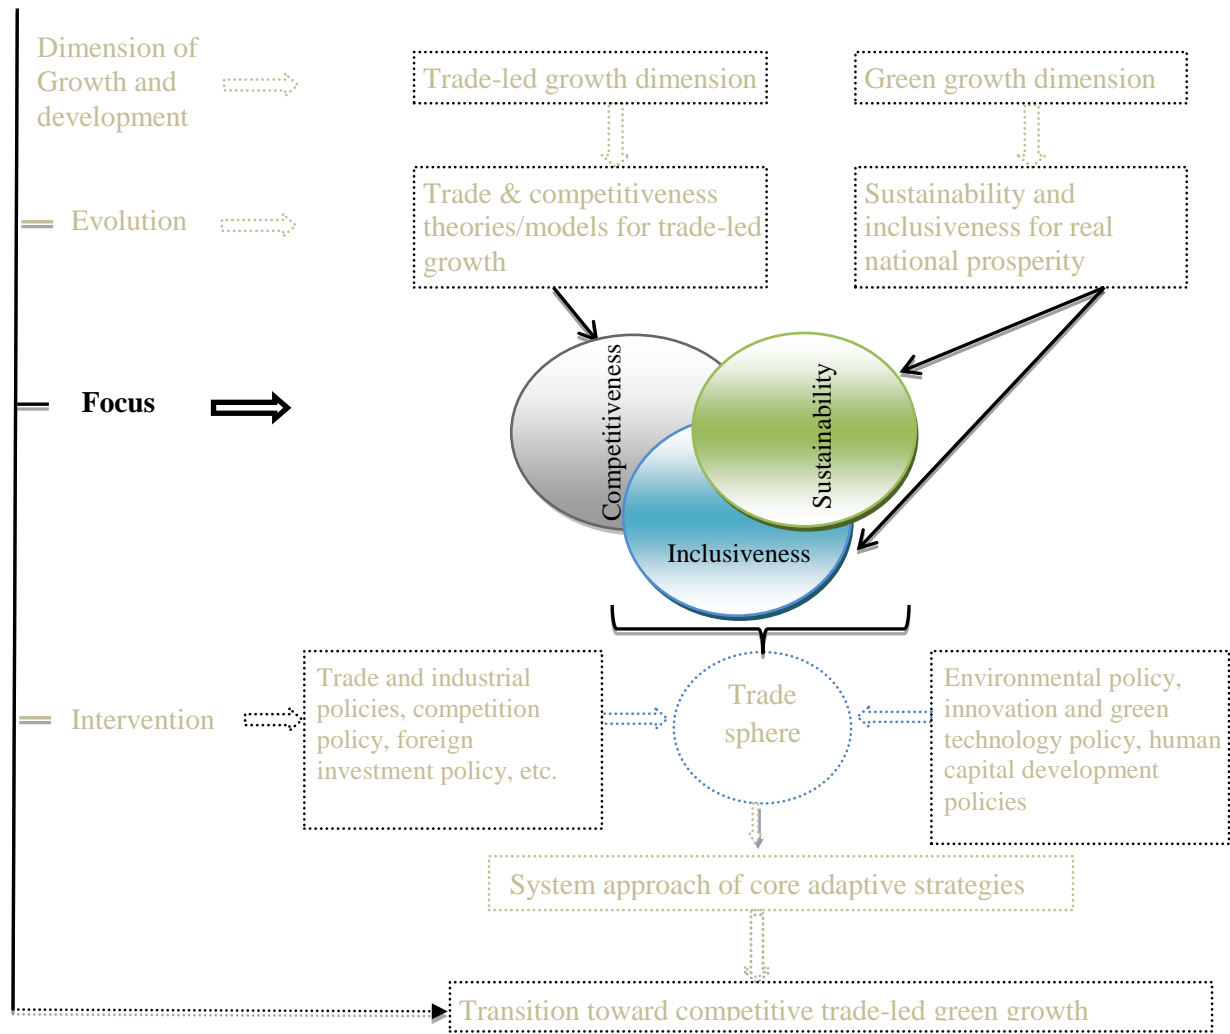 Dimension of
Growth and
development
Trade-led growth dimension
Green growth dimension
Evolution
Trade & competitiveness
theories/models for trade-led
growth
Sustainability and
inclusiveness for real
national prosperity
Focus
Competitiveness
Sustainability
Inclusiveness
Intervention
Trade and industrial
policies, competition
policy, foreign
investment policy, etc.
Trade
sphere
Environmental policy,
innovation and green
technology policy, human
capital development
policies
System approach of core adaptive strategies
Transition toward competitive trade-led green growth